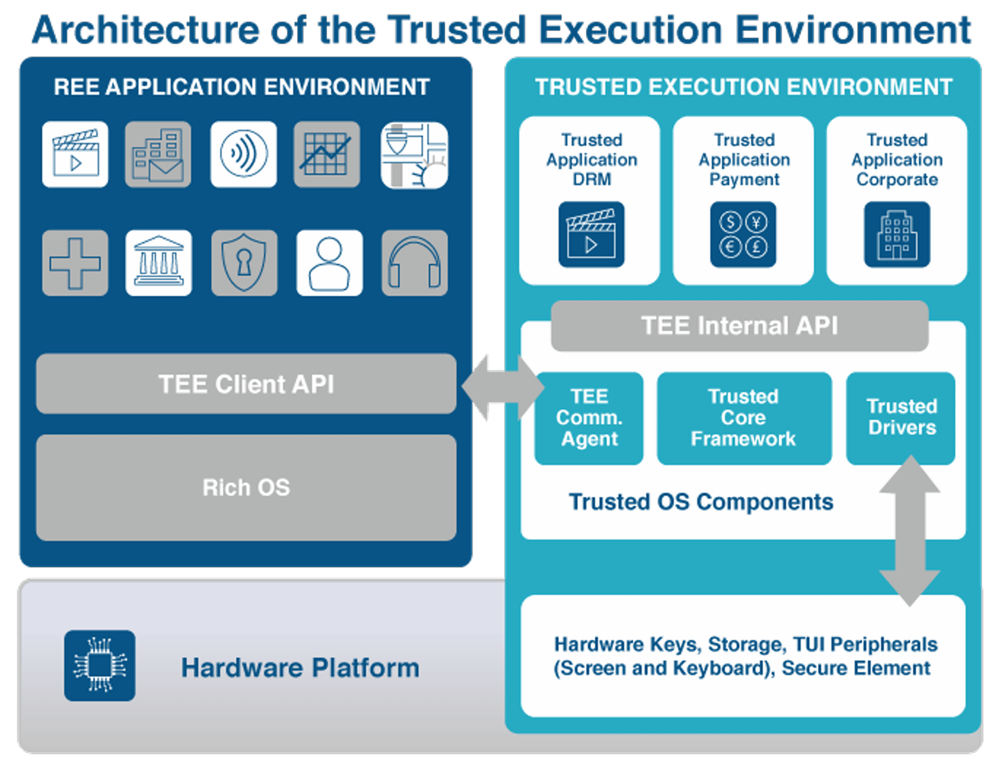 Architecture of the Trusted Execution Environment
REE APPLICATION ENVIRONMENT
TEE Client API
Rich OS
TRUSTED EXECUTION ENVIRONMENT
Trusted
Application
DRM
Trusted
Application
Payment
$ ¥
€ £
Trusted
Application
Corporate
TEE Internal API
TEE
Comm.
Agent
Trusted
Core
Framework
Trusted
Drivers
Trusted OS Components
Hardware Platform
Hardware Keys, Storage, TUI Peripherals
(Screen and Keyboard), Secure Element